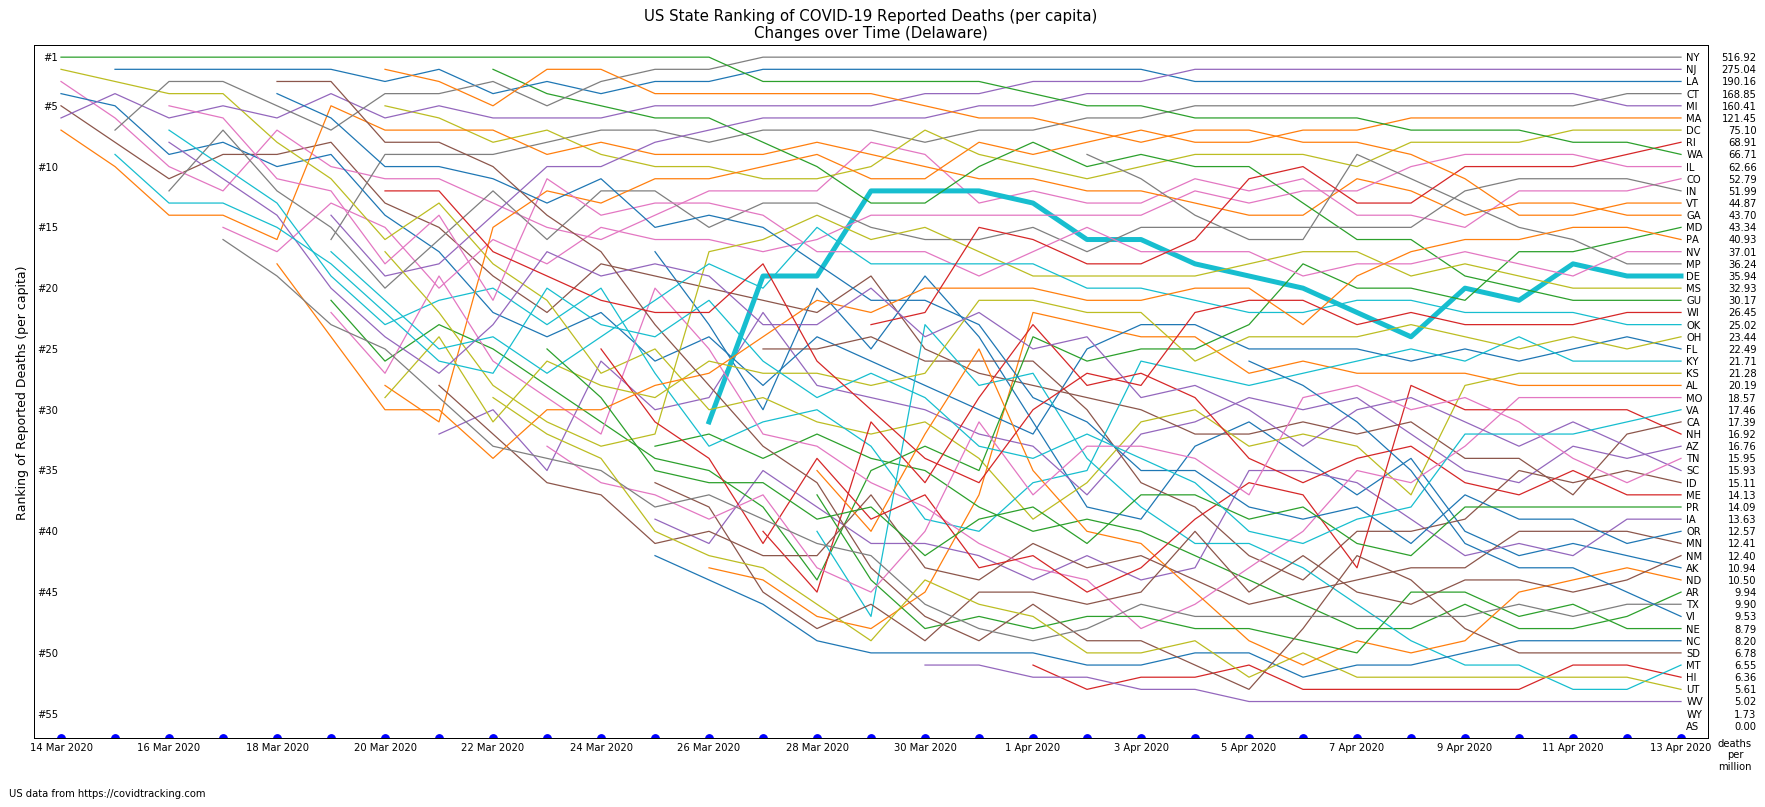 US State Ranking of COVID-19 Reported Deaths (per capita)
Changes over Time (Delaware)
Ranking of Reported Deaths (per capita)
#1
#5
#10
#15
#20
#25
#30
#35
#40
#45
#50
#55
NY 516.92
NJ 275.04
LA 190.16
CT 168.85
MI 160.41
MA 121.45
DC 75.10
RI 68.91
WA 66.71
IL 62.66
CO 52.79
IN 51.99
VT 44.87
GA 43.70
MD 43.34
PA 40.93
NV 37.01
MP 36.24
DE 35.94
MS 32.93
GU 30.17
WI 26.45
OK 25.02
OH 23.44
FL 22.49
KY 21.71
KS 21.28
AL 20.19
MO 18.57
VA 17.46
CA 17.39
NH 16.92
AZ 16.76
TN 15.95
SC 15.93
ID 15.11
ME 14.13
PR 14.09
IA 13.63
OR 12.57
MN 12.41
NM 12.40
AK 10.94
ND 10.50
AR 9.94
TX 9.90
VI 9.53
NE 8.79
NC 8.20
SD 6.78
MT 6.55
HI 6.36
UT 5.61
WV 5.02
WY 1.73
AS 0.00
14 Mar 2020 16 Mar 2020 18 Mar 2020 20 Mar 2020 22 Mar 2020 24 Mar 2020 26 Mar 2020 28 Mar 2020 30 Mar 2020 1 Apr 2020 3 Apr 2020 5 Apr 2020 7 Apr 2020 9 Apr 2020 11 Apr 2020 13 Apr 2020
deaths
per
million
US data from https://covidtracking.com